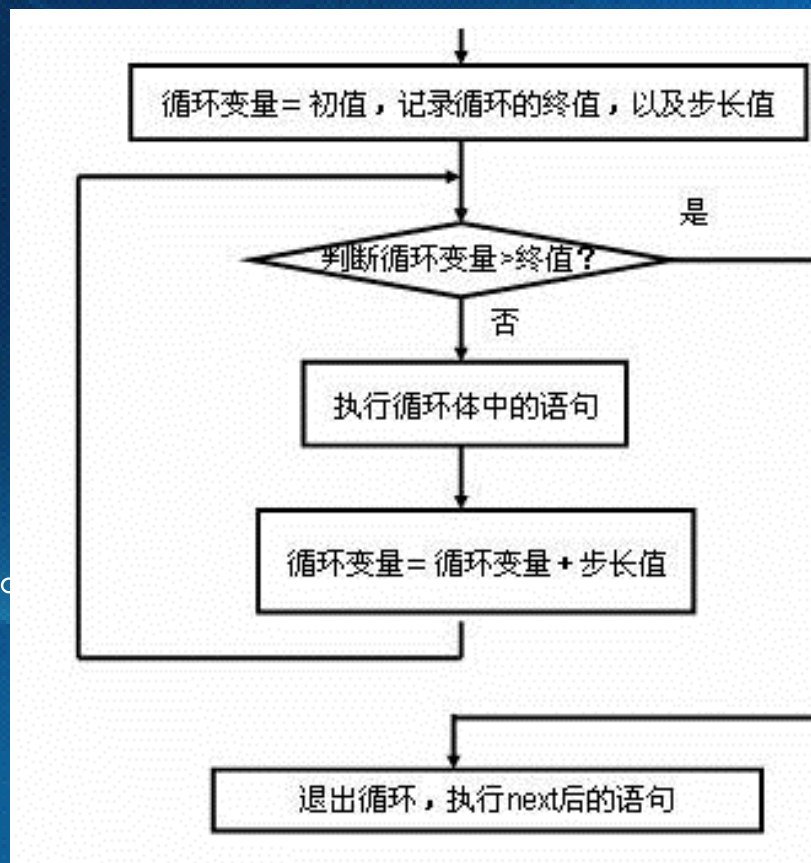 循环变量=初值，记录循环的终值，以及步长值
是
判断循环变量>终值？
否
执行循环体中的语句
循环变量=循环变量+步长值
退出循环，执行next后的语句